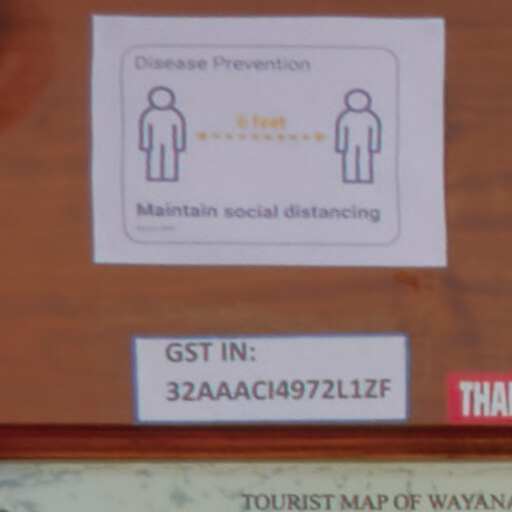 Disease Prevention
6 feet
Maintain social distancing
GST IN:
32AAACI4972L1ZF
THA
TOURIST MAP OF WAYANA